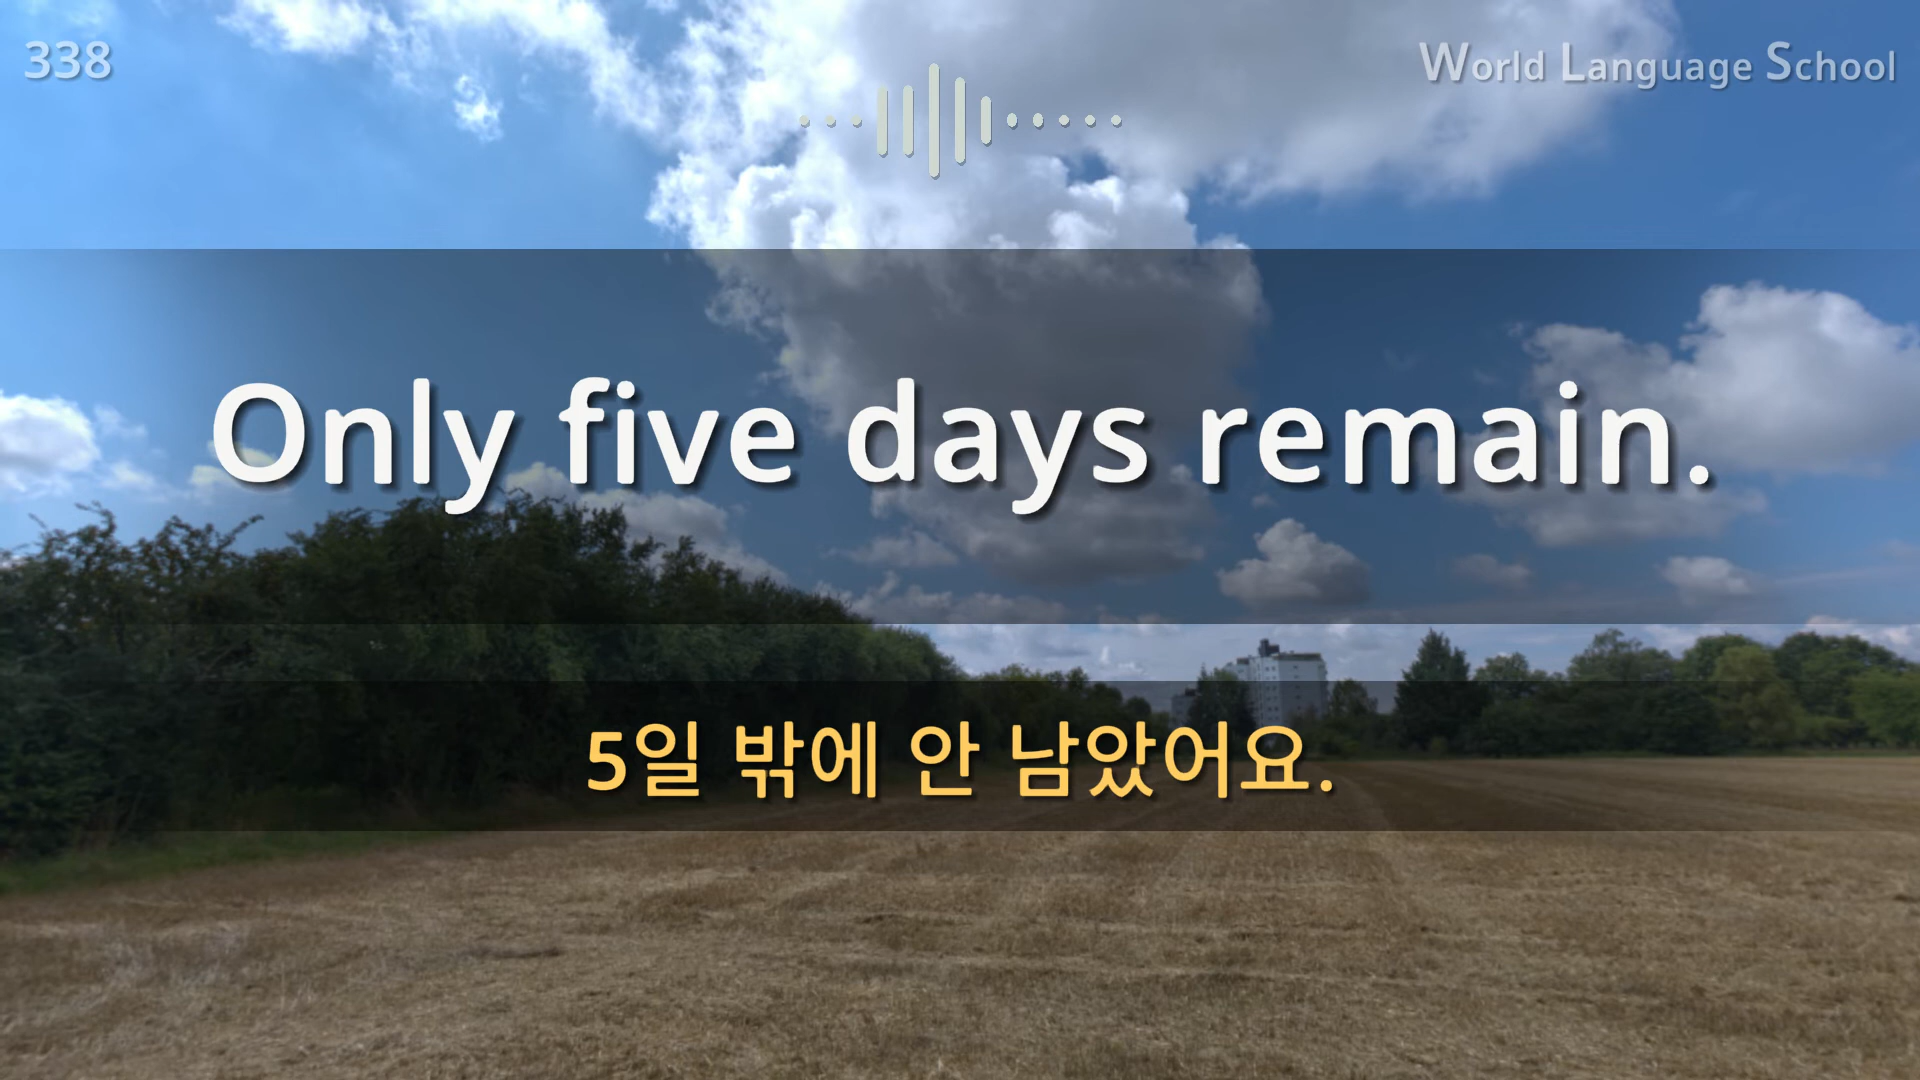 338
World Language School
Only five days remain.
5일 밖에 안 남았어요.